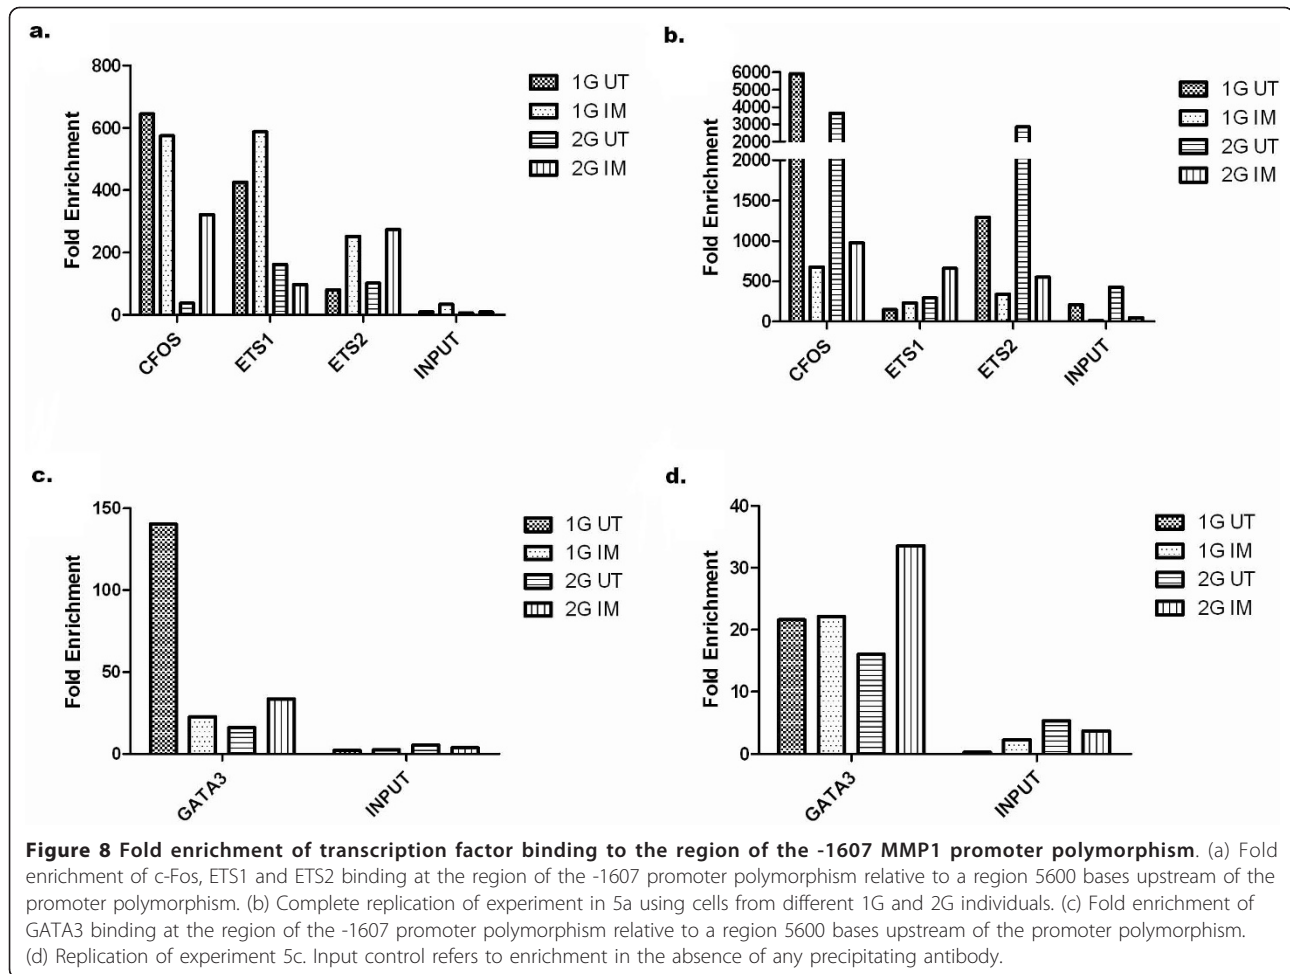 a.
800
600
400
200
0
Fold Enrichment
CFOS
ETS1
ETS2
INPUT
1G UT
1G IM
2G UT
2G IM
b.
6000
5000
4000
3000
2000
2000
1500
1000
500
0
Fold Enrichment
CFOS
ETS1
ETS2
INPUT
1G UT
1G IM
2G UT
2G IM
c.
150
100
50
0
Fold Enrichment
GATA3
INPUT
1G UT
1G IM
2G UT
2G IM
d.
40
30
20
10
0
Fold Enrichment
GATA3
INPUT
1G UT
1G IM
2G UT
2G IM
Figure 8 Fold enrichment of transcription factor binding to the region of the -1607 MMP1 promoter polymorphism. (a) Fold
enrichment of c-Fos, ETS1 and ETS2 binding at the region of the -1607 promoter polymorphism relative to a region 5600 bases upstream of the
promoter polymorphism. (b) Complete replication of experiment in 5a using cells from different 1G and 2G individuals. (c) Fold enrichment of
GATA3 binding at the region of the -1607 promoter polymorphism relative to a region 5600 bases upstream of the promoter polymorphism.
(d) Replication of experiment 5c. Input control refers to enrichment in the absence of any precipitating antibody.